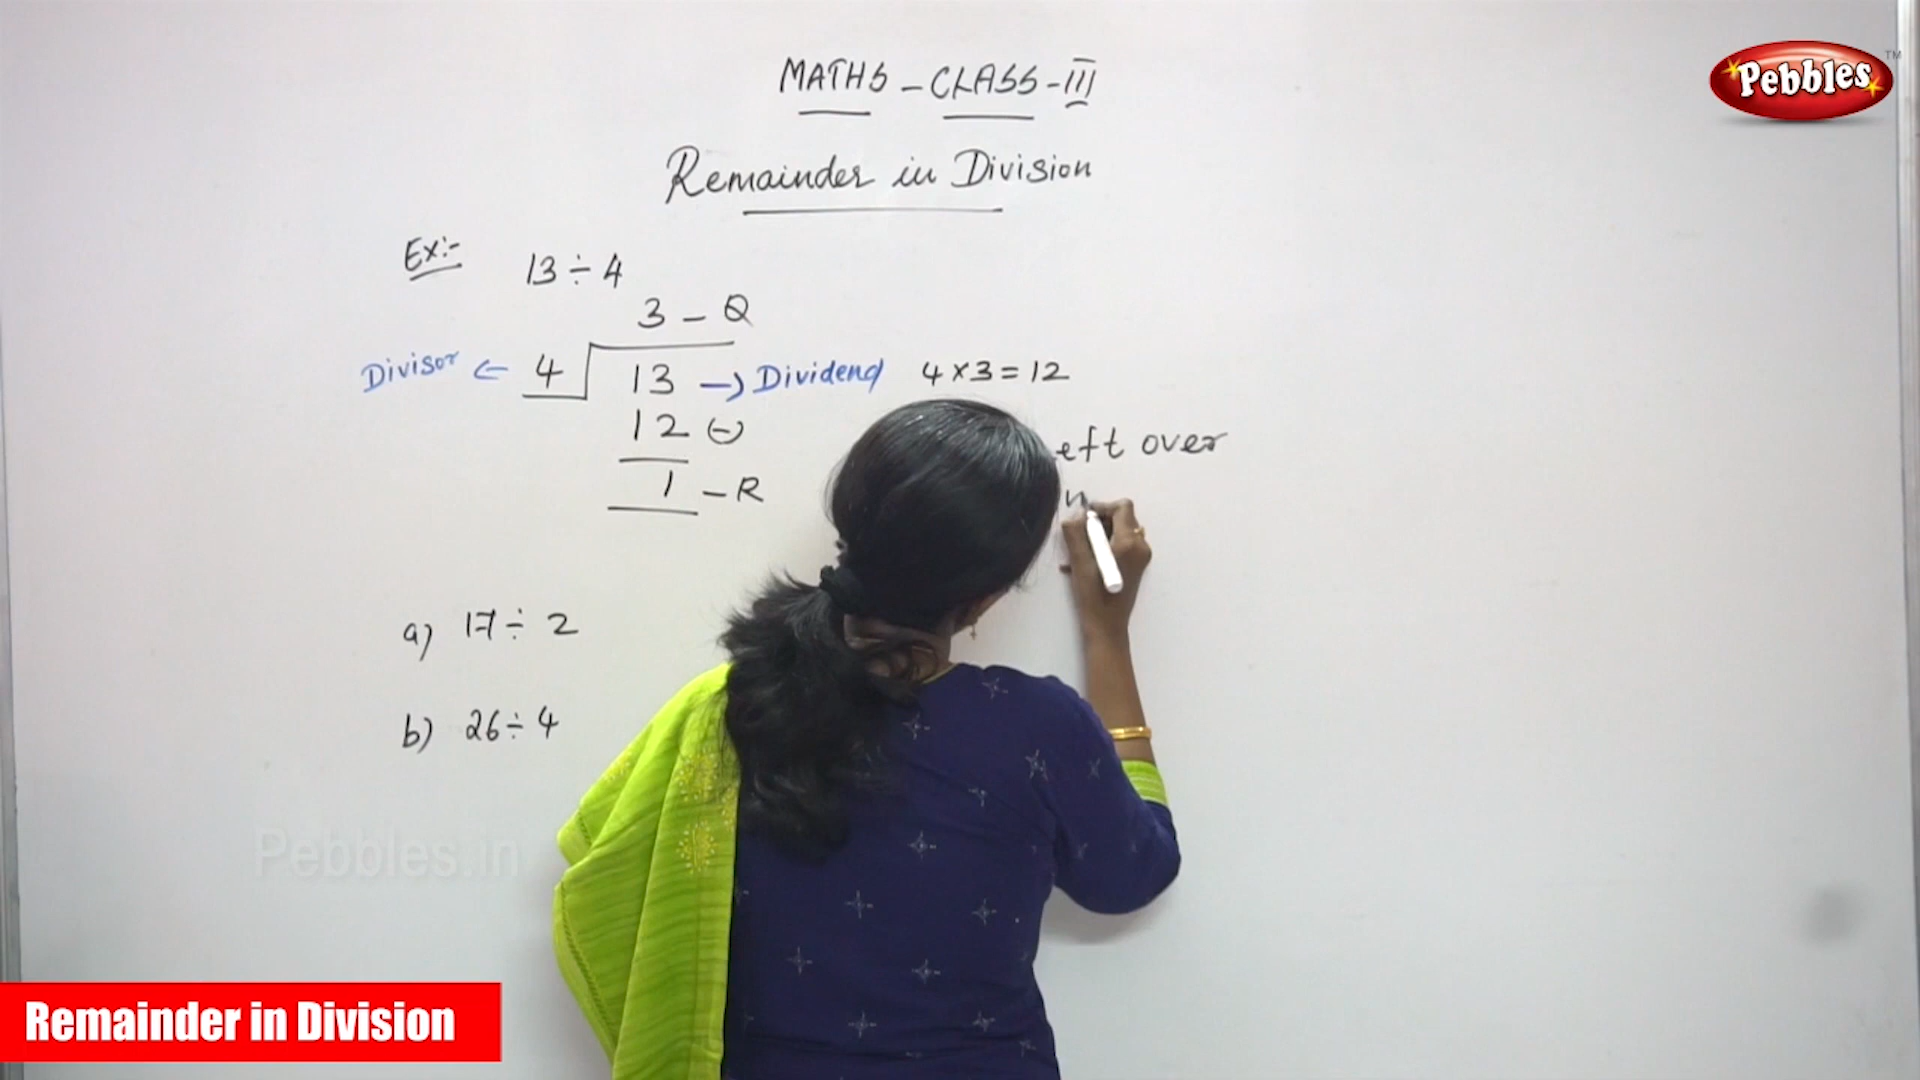 MATHS - CLASS - III
Pebbles TM
Remainder in Division
Ex:-
13 ÷ 4
3 - Q
Divisor ← 4 13 → Dividend 4 × 3 = 12
12 (-)
eft over
1 - R
a) 17 ÷ 2
b) 26 ÷ 4
Pebbles.in
Remainder in Division